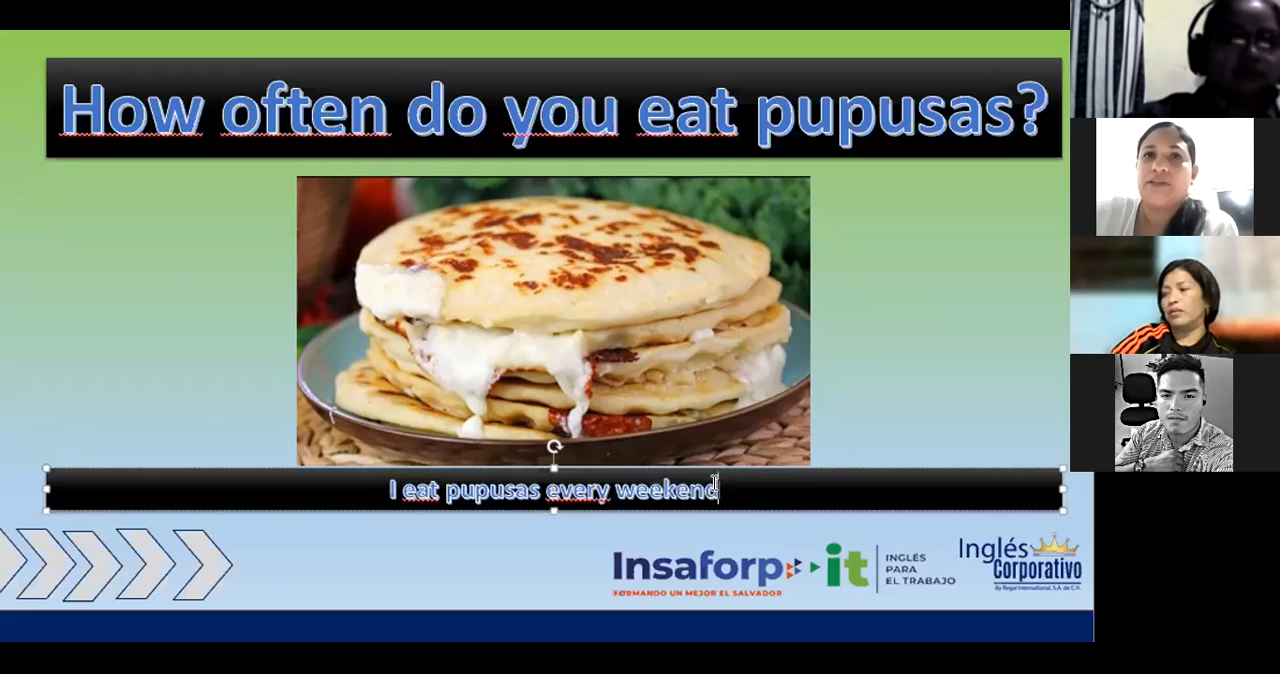 How often do you eat pupusas?
I eat pupusas every weekend
Insaforp
FORMANDO UN MEJOR EL SALVADOR
it
INGLÉS
PARA
EL TRABAJO
Inglés
Corporativo
By Regal International, S.A. de C.V.